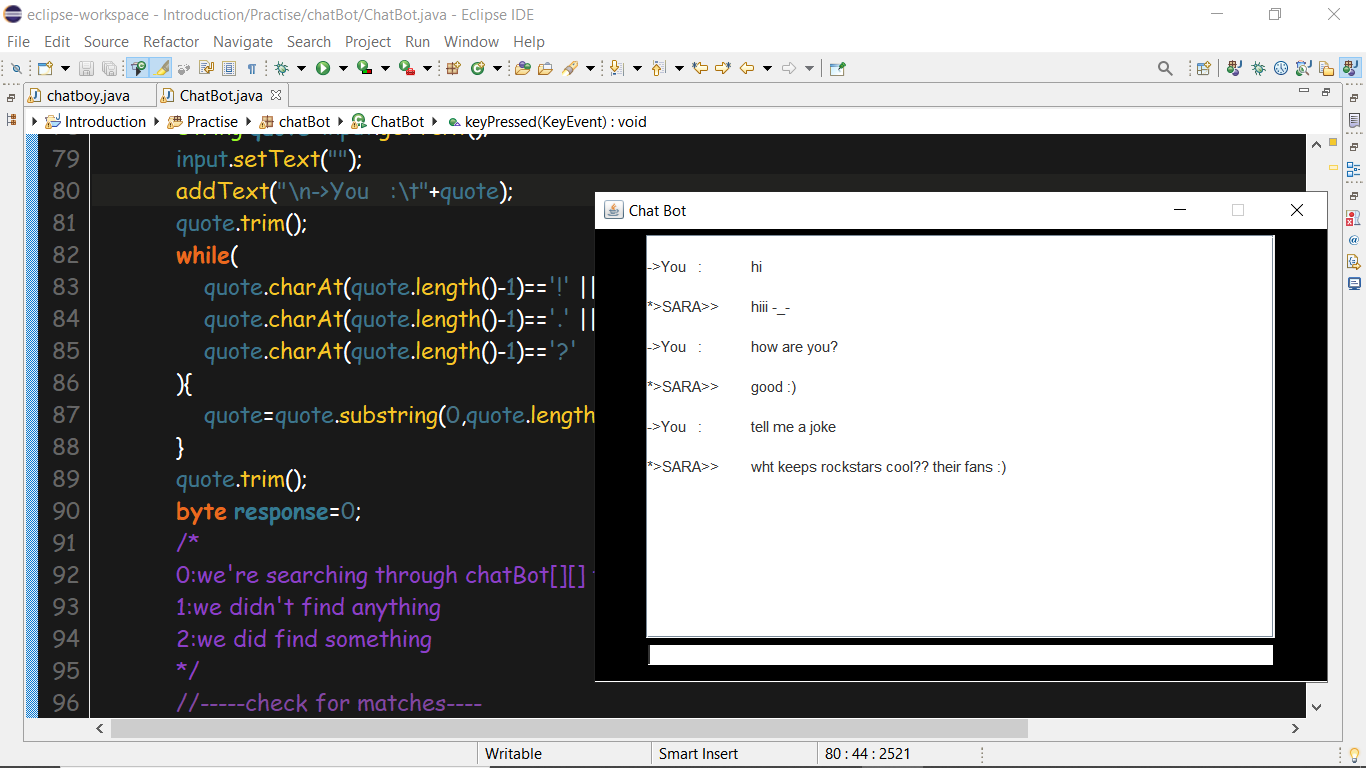 eclipse-workspace - Introduction/Practise/chatBot/ChatBot.java - Eclipse IDE
File Edit Source Refactor Navigate Search Project Run Window Help
chatboy.java ChatBot.java
Introduction Practise chatBot ChatBot keyPressed(KeyEvent) : void
79 input.setText("");
80 addText("\n->You   :\t"+quote);
81 quote.trim();
82 while(
83 quote.charAt(quote.length()-1)=='!' ||
84 quote.charAt(quote.length()-1)=='.' ||
85 quote.charAt(quote.length()-1)=='?'
86 ){
87 quote=quote.substring(0,quote.length
88 }
89 quote.trim();
90 byte response=0;
91 /*
92 0:we're searching through chatBot[][]
93 1:we didn't find anything
94 2:we did find something
95 */
96 //-----check for matches----
Chat Bot
->You   : hi
*>SARA>> hiii -_-
->You   : how are you?
*>SARA>> good :)
->You   : tell me a joke
*>SARA>> wht keeps rockstars cool?? their fans :)
Writable Smart Insert 80 : 44 : 2521